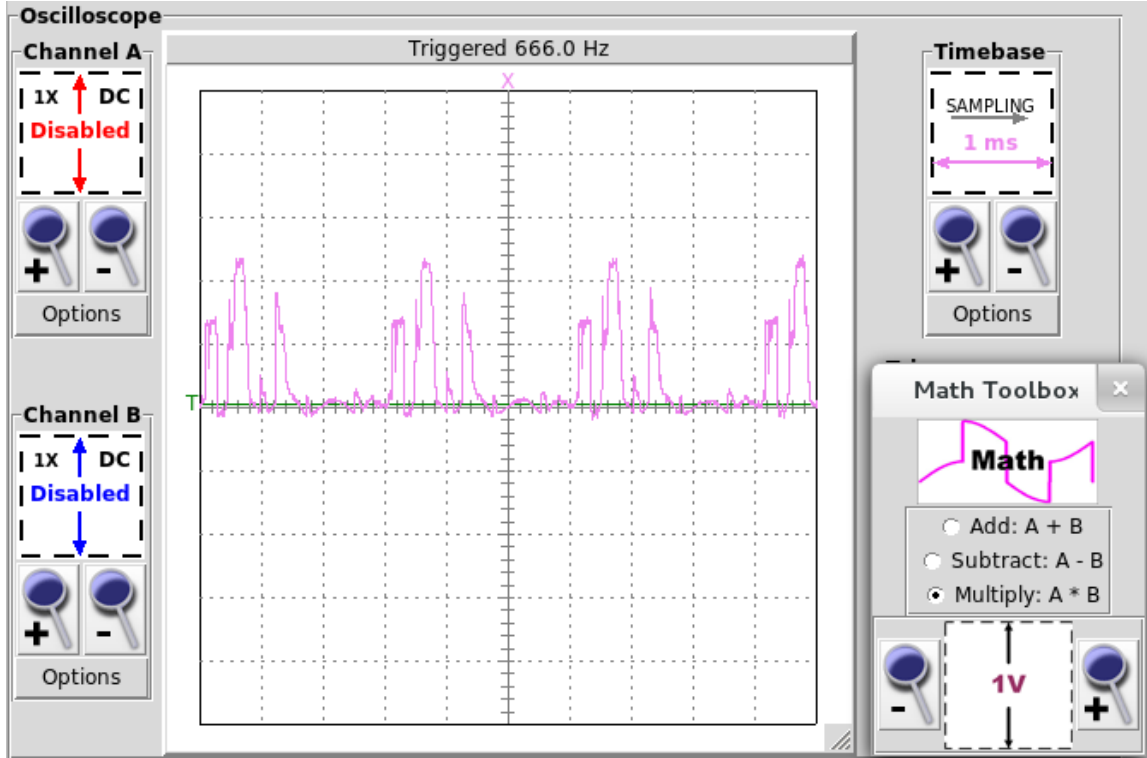 Oscilloscope
Channel A
1X DC
Disabled
+ -
Options
Channel B
1X DC
Disabled
+ -
Options
Triggered 666.0 Hz
X
T
Timebase
SAMPLING
1 ms
+ -
Options
Math Toolbox ×
Math
Add: A + B
Subtract: A - B
Multiply: A * B
- 1V +